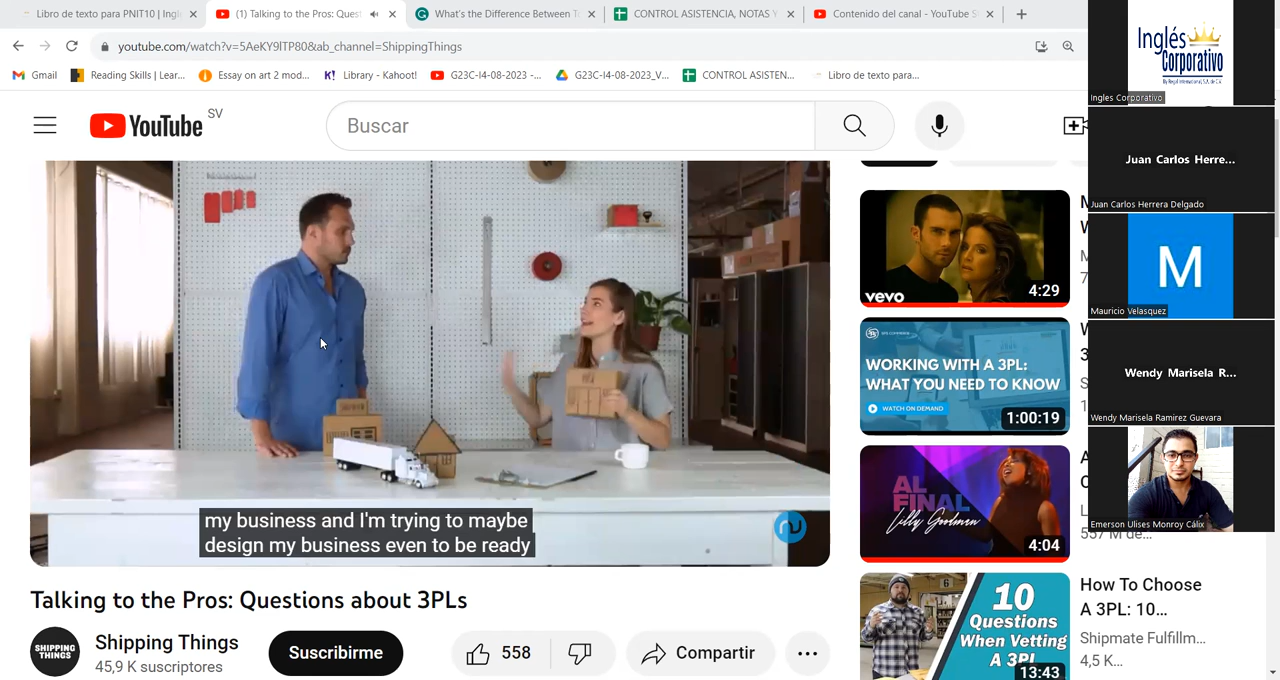 Libro de texto para PNIT10 | Ingl
(1) Talking to the Pros: Quest
What's the Difference Between T
CONTROL ASISTENCIA, NOTAS Y
Contenido del canal - YouTube S
youtube.com/watch?v=5AeKY9lTP80&ab_channel=ShippingThings
Gmail
Reading Skills | Lear...
Essay on art 2 mod...
Library - Kahoot!
G23C-I4-08-2023 -...
G23C-I4-08-2023_V...
CONTROL ASISTEN...
Libro de texto para...
YouTube
SV
Buscar
my business and I'm trying to maybe
design my business even to be ready
Talking to the Pros: Questions about 3PLs
SHIPPING THINGS
Shipping Things
45,9 K suscriptores
Suscribirme
558
Compartir
vevo
4:29
WORKING WITH A 3PL:
WHAT YOU NEED TO KNOW
WATCH ON DEMAND
1:00:19
AL
FINAL
Lilly Goodman
4:04
557 M de...
10
Questions
When Vetting
A 3PL
13:43
How To Choose
A 3PL: 10...
Shipmate Fulfillm...
4,5 K...
Inglés
Corporativo
Ingles Corporativo
Juan Carlos Herre...
Juan Carlos Herrera Delgado
M
Mauricio Velasquez
Wendy Marisela R...
Wendy Marisela Ramirez Guevara
Emerson Ulises Monroy Cálix